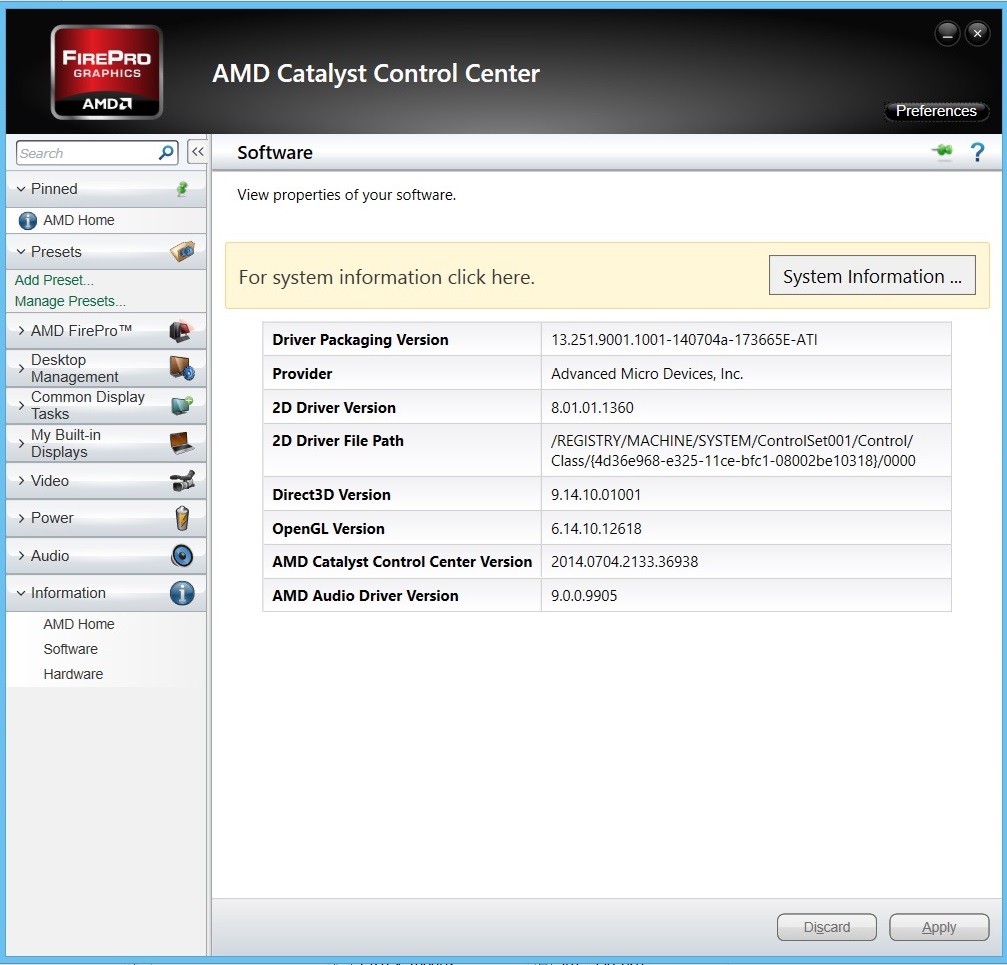 FIREPRO
GRAPHICS
AMD
AMD Catalyst Control Center
Preferences
Search
<<
Software
?
Pinned
View properties of your software.
AMD Home
Presets
Add Preset...
Manage Presets...
For system information click here.
System Information ...
AMD FirePro™
Desktop
Management
Common Display
Tasks
My Built-in
Displays
Video
Power
Audio
Information
AMD Home
Software
Hardware
Driver Packaging Version 13.251.9001.1001-140704a-173665E-ATI
Provider Advanced Micro Devices, Inc.
2D Driver Version 8.01.01.1360
2D Driver File Path /REGISTRY/MACHINE/SYSTEM/ControlSet001/Control/
Class/{4d36e968-e325-11ce-bfc1-08002be10318}/0000
Direct3D Version 9.14.10.01001
OpenGL Version 6.14.10.12618
AMD Catalyst Control Center Version 2014.0704.2133.36938
AMD Audio Driver Version 9.0.0.9905
Discard
Apply